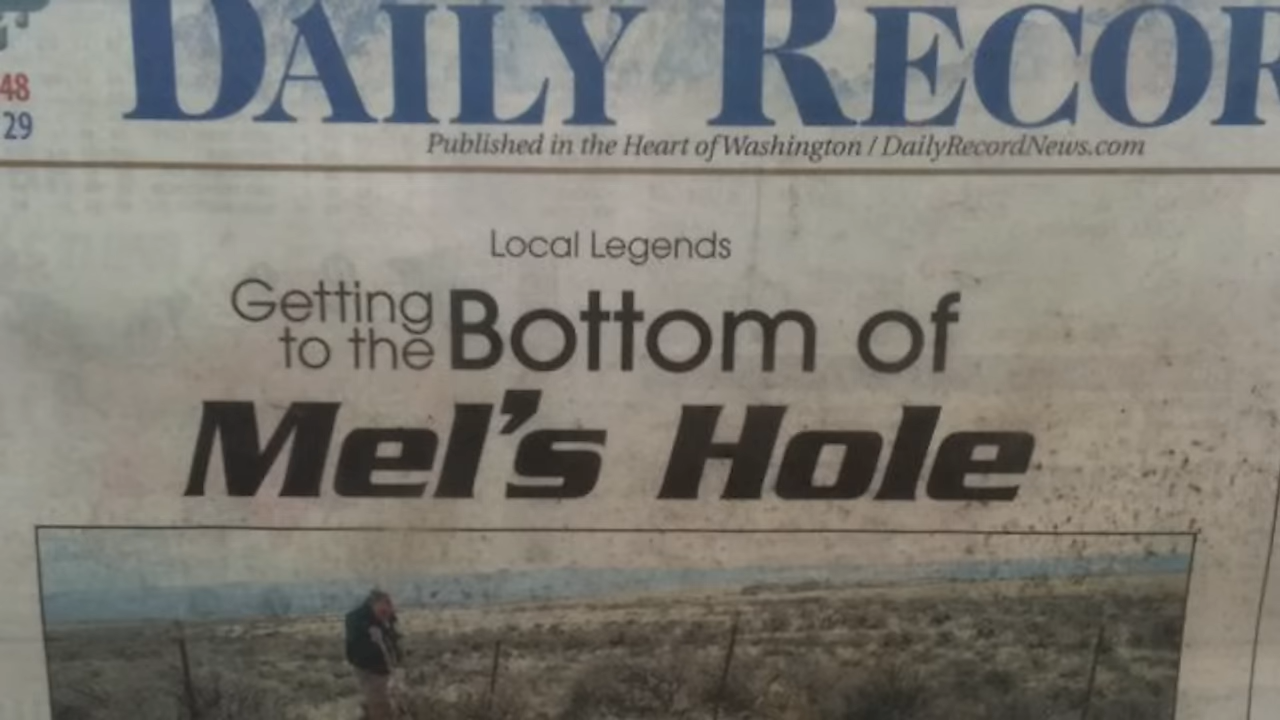 DAILY RECOR
48
29
Published in the Heart of Washington / DailyRecordNews.com
Local Legends
Getting
to the Bottom of
Mel's Hole